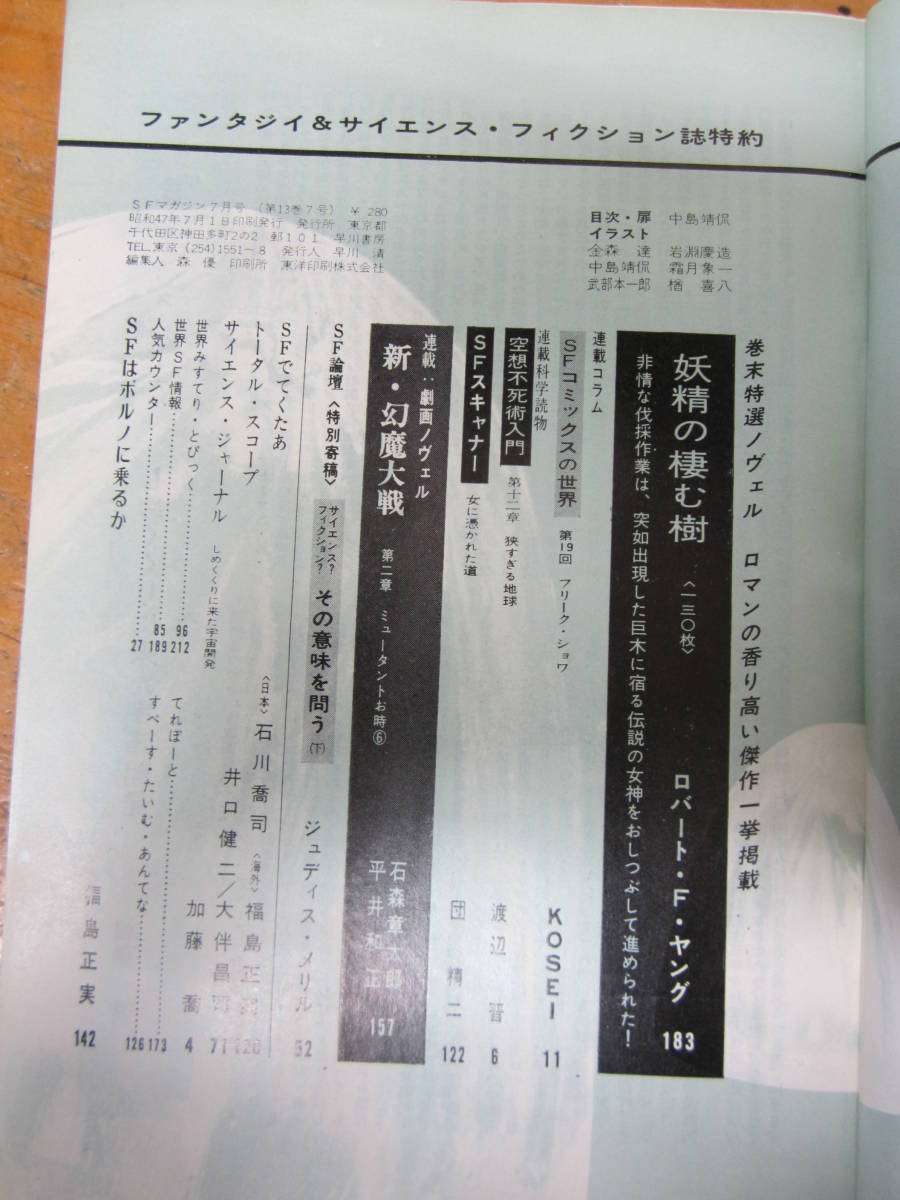 ファンタジイ&サイエンス・フィクション誌特約
SFマガジン7月号 (第13巻7号) ¥280
昭和47年7月1日印刷発行 発行所 東京都
千代田区神田多町2の2 郵101 早川書房
TEL.東京(254)1551〜8 発行人 早川 清
編集人 森 優 印刷所 東洋印刷株式会社
目次・扉 中島靖侃
イラスト
金森 達 岩淵慶造
中島靖侃 霜月象一
武部本一郎 楢 喜八
巻末特選ノヴェル ロマンの香り高い傑作一挙掲載
妖精の棲む樹 〈一三〇枚〉 ロバート・F・ヤング 183
非情な伐採作業は、突如出現した巨木に宿る伝説の女神をおしつぶして進められた!
連載コラム
SFコミックスの世界 第19回 フリーク・ショワ KOSEI 11
連載科学読物
空想不死術入門 第十二章 狭すぎる地球 渡辺 晋 6
SFスキャナー 女に憑かれた道 団 精二 122
連載:劇画ノヴェル
新・幻魔大戦 第二章 ミュータントお時⑥ 石森章太郎 平井和正 157
SF論壇〈特別寄稿〉 サイエンス?フィクション? その意味を問う(下) ジュディス・メリル 52
SFでてくたあ 〈日本〉石川喬司 〈海外〉福島正実 120
トータル・スコープ 井口健二/大伴昌司 71
サイエンス・ジャーナル しめくくりに来た宇宙開発 加藤 喬 4
世界みすてり・とぴっく 96 212
世界SF情報 85 189
人気カウンター 27
てれぽーと 173
すぺーす・たいむ・あんてな 126
SFはポルノに乗るか 福島正実 142